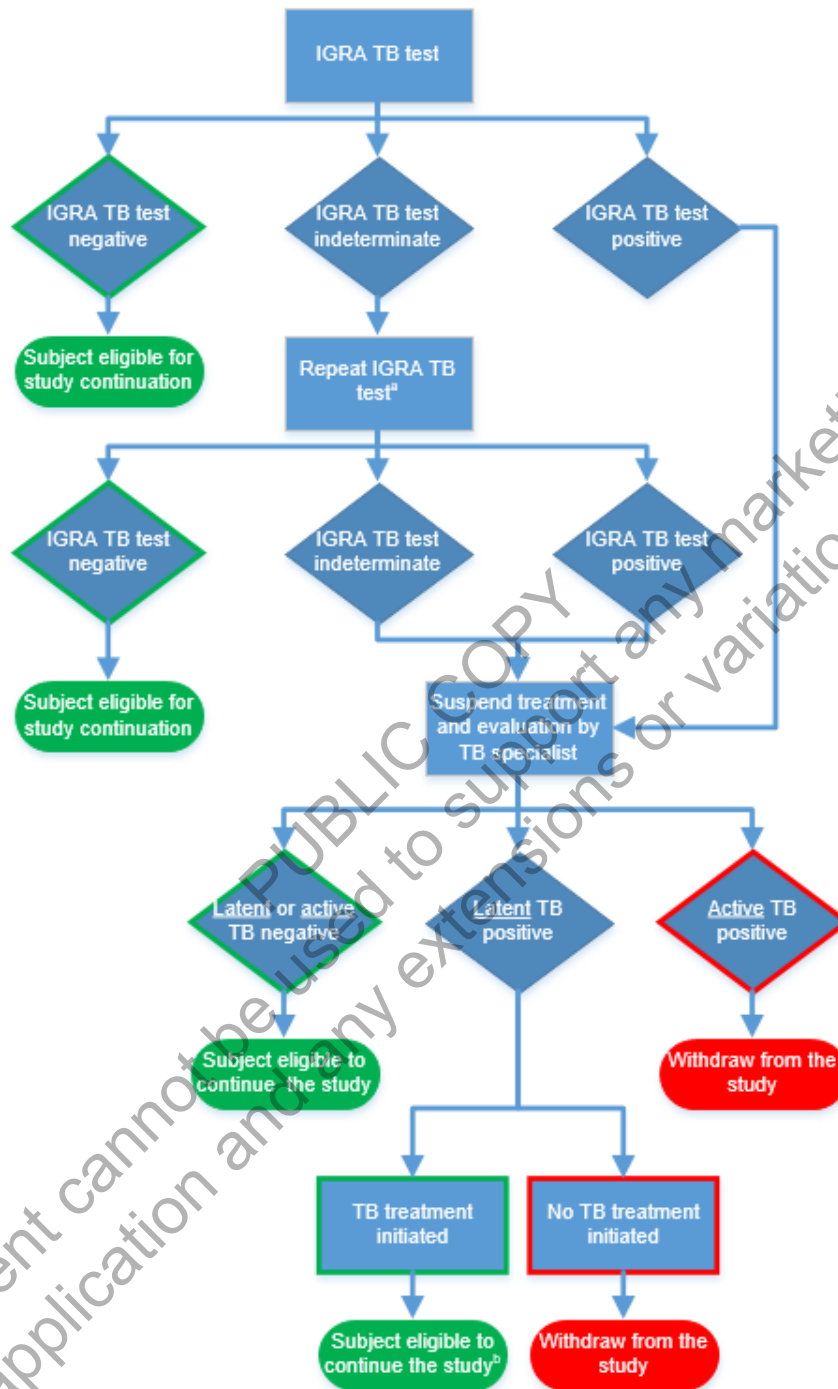 IGRA TB test
IGRA TB test
negative
IGRA TB test
indeterminate
IGRA TB test
positive
Subject eligible for
study continuation
Repeat IGRA TB
testᵃ
IGRA TB test
negative
IGRA TB test
indeterminate
IGRA TB test
positive
Subject eligible for
study continuation
Suspend treatment
and evaluation by
TB specialist
Latent or active
TB negative
Latent TB
positive
Active TB
positive
Subject eligible to
continue the study
Withdraw from the
study
TB treatment
initiated
No TB treatment
initiated
Subject eligible to
continue the studyᵇ
Withdraw from the
study
PUBLIC COPY
cannot be used to support any
application and any extensions or